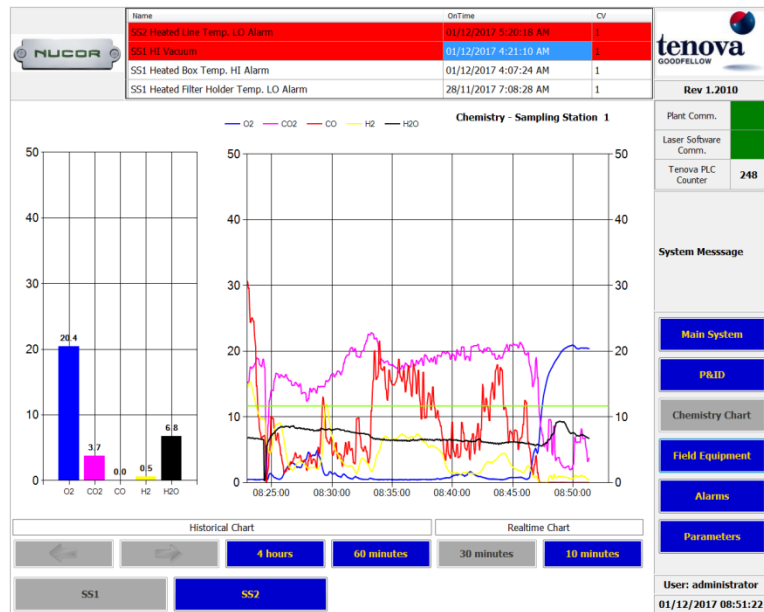 NUCOR
Name OnTime CV
SS2 Heated Line Temp. LO Alarm 01/12/2017 5:20:18 AM 1
SS1 HI Vacuum 01/12/2017 4:21:10 AM 1
SS1 Heated Box Temp. HI Alarm 01/12/2017 4:07:24 AM 1
SS1 Heated Filter Holder Temp. LO Alarm 28/11/2017 7:08:28 AM 1
tenova
GOODFELLOW
Rev 1.2010
Plant Comm.
Laser Software
Comm.
Tenova PLC
Counter 248
System Messsage
Main System
P&ID
Chemistry Chart
Field Equipment
Alarms
Parameters
User: administrator
01/12/2017 08:51:22
O2 CO2 CO H2 H2O
Chemistry - Sampling Station 1
50
40
30
20
10
0
20.4
3.7
0.0
0.5
6.8
O2 CO2 CO H2 H2O
50 50
40 40
30 30
20 20
10 10
0 0
08:25:00 08:30:00 08:35:00 08:40:00 08:45:00 08:50:00
Historical Chart Realtime Chart
4 hours 60 minutes 30 minutes 10 minutes
SS1 SS2